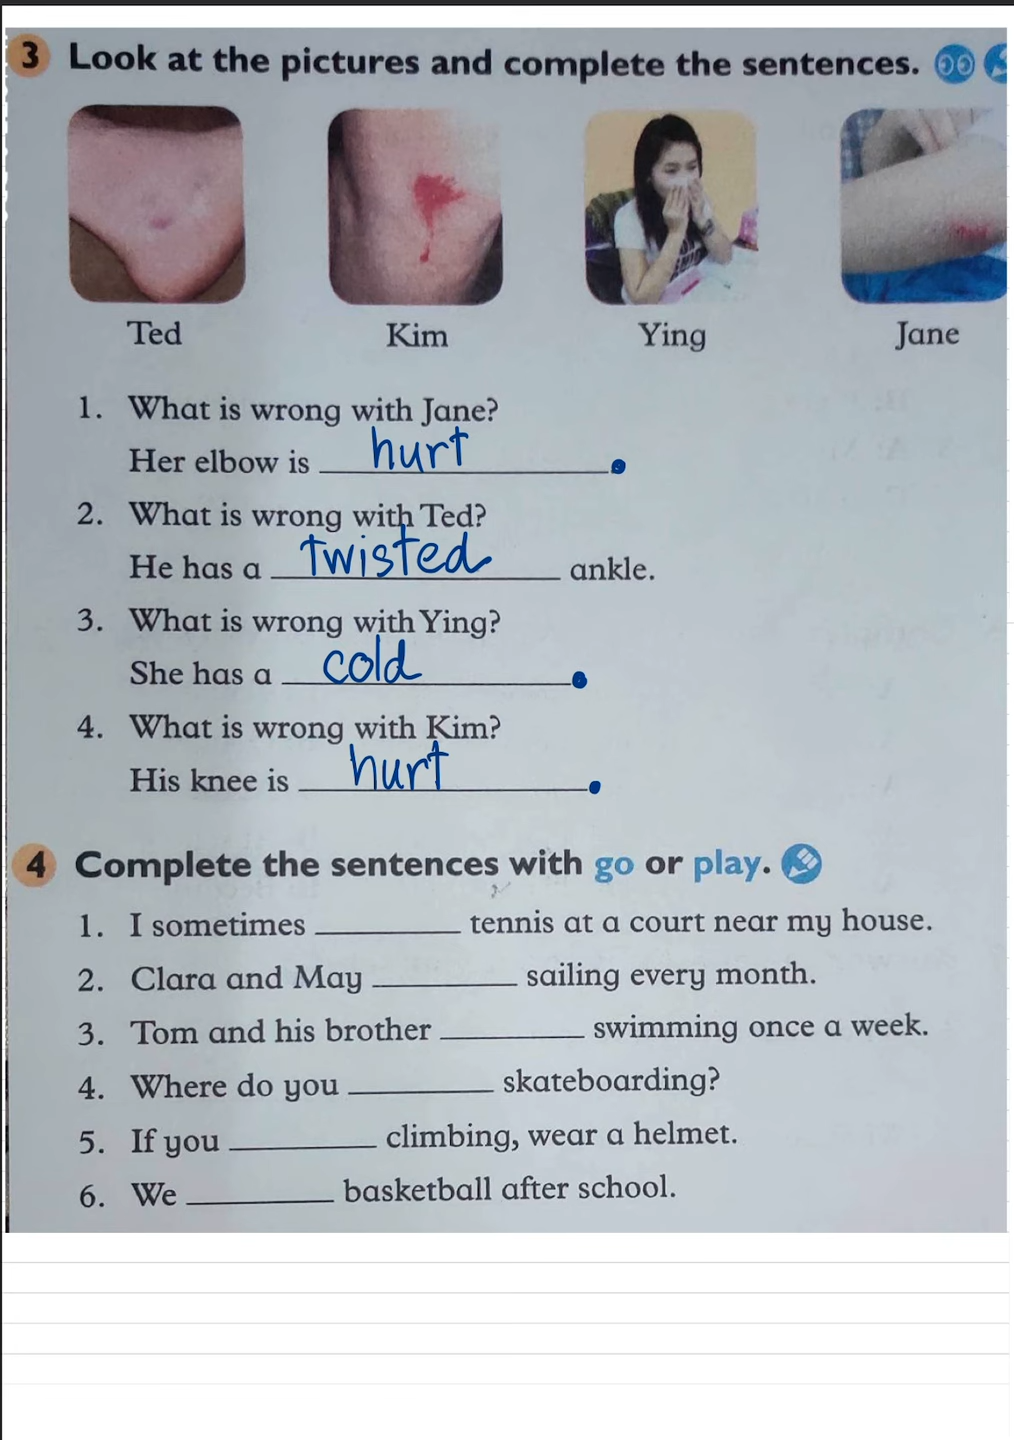 3 Look at the pictures and complete the sentences.
Ted Kim Ying Jane
1. What is wrong with Jane?
Her elbow is hurt.
2. What is wrong with Ted?
He has a twisted ankle.
3. What is wrong with Ying?
She has a cold.
4. What is wrong with Kim?
His knee is hurt.
4 Complete the sentences with go or play.
1. I sometimes ________ tennis at a court near my house.
2. Clara and May ________ sailing every month.
3. Tom and his brother ________ swimming once a week.
4. Where do you ________ skateboarding?
5. If you ________ climbing, wear a helmet.
6. We ________ basketball after school.